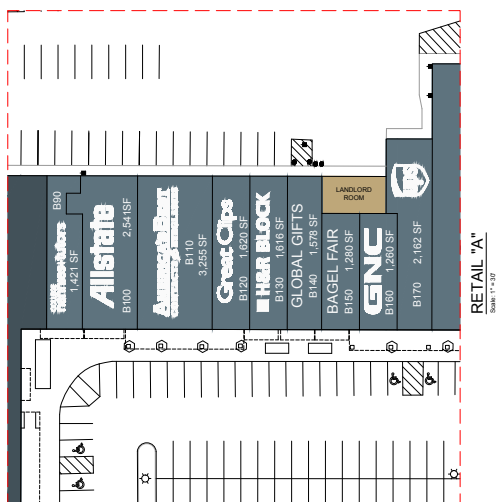 B90
1,421 SF
Allstate
B100 2,541SF
B110
3,255 SF
Great Clips
B120 1,620 SF
H&R BLOCK
B130 1,616 SF
GLOBAL GIFTS
B140 1,578 SF
BAGEL FAIR
B150 1,280 SF
LANDLORD
ROOM
GNC
B160 1,260 SF
ups
B170 2,162 SF
RETAIL "A"
Scale: 1" = 30'